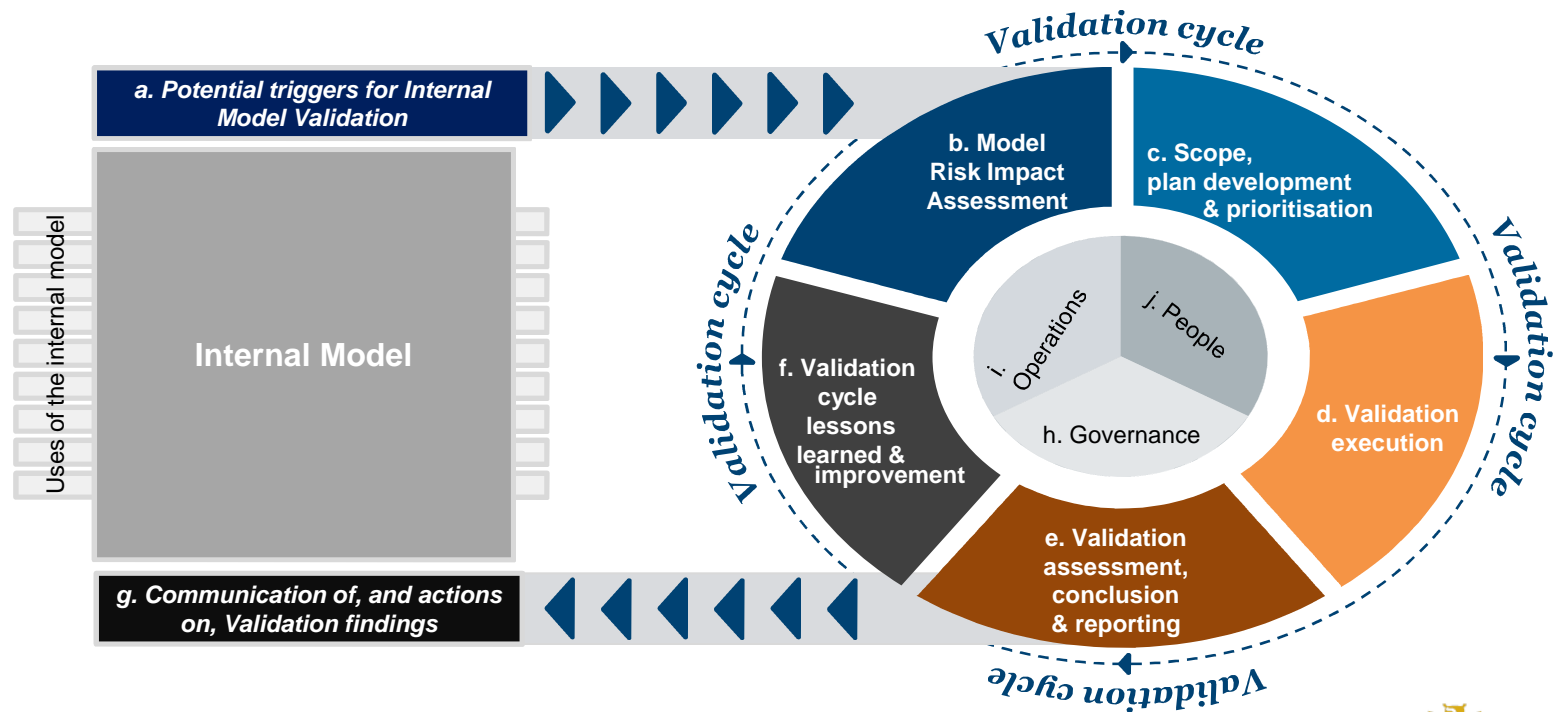 Validation cycle
a. Potential triggers for Internal
Model Validation
b. Model
Risk Impact
Assessment
c. Scope,
plan development
& prioritisation
Uses of the internal model
Internal Model
Validation cycle
Validation cycle
i.
Operations
j. People
h. Governance
f. Validation
cycle
lessons
learned &
improvement
d. Validation
execution
e. Validation
assessment,
conclusion
& reporting
g. Communication of, and actions
on, Validation findings
Validation cycle